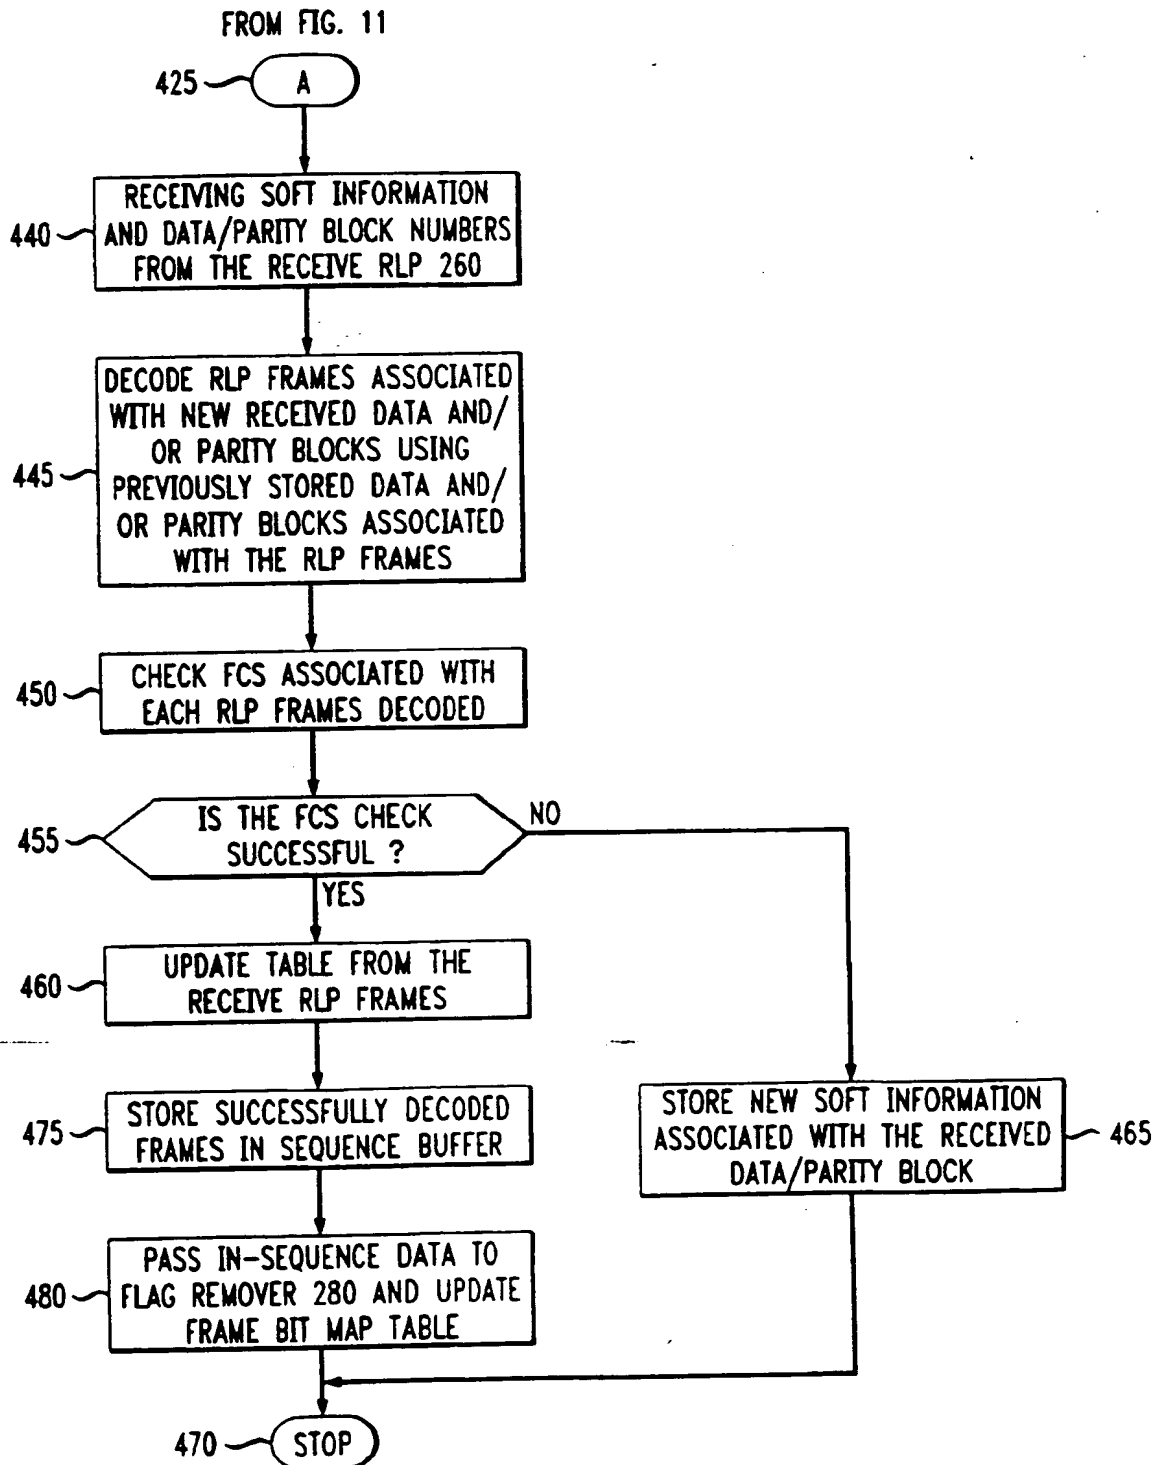 FROM FIG. 11
425
A
440
RECEIVING SOFT INFORMATION
AND DATA/PARITY BLOCK NUMBERS
FROM THE RECEIVE RLP 260
445
DECODE RLP FRAMES ASSOCIATED
WITH NEW RECEIVED DATA AND/
OR PARITY BLOCKS USING
PREVIOUSLY STORED DATA AND/
OR PARITY BLOCKS ASSOCIATED
WITH THE RLP FRAMES
450
CHECK FCS ASSOCIATED WITH
EACH RLP FRAMES DECODED
455
IS THE FCS CHECK
SUCCESSFUL ?
NO
YES
460
UPDATE TABLE FROM THE
RECEIVE RLP FRAMES
475
STORE SUCCESSFULLY DECODED
FRAMES IN SEQUENCE BUFFER
STORE NEW SOFT INFORMATION
ASSOCIATED WITH THE RECEIVED
DATA/PARITY BLOCK
465
480
PASS IN-SEQUENCE DATA TO
FLAG REMOVER 280 AND UPDATE
FRAME BIT MAP TABLE
470
STOP